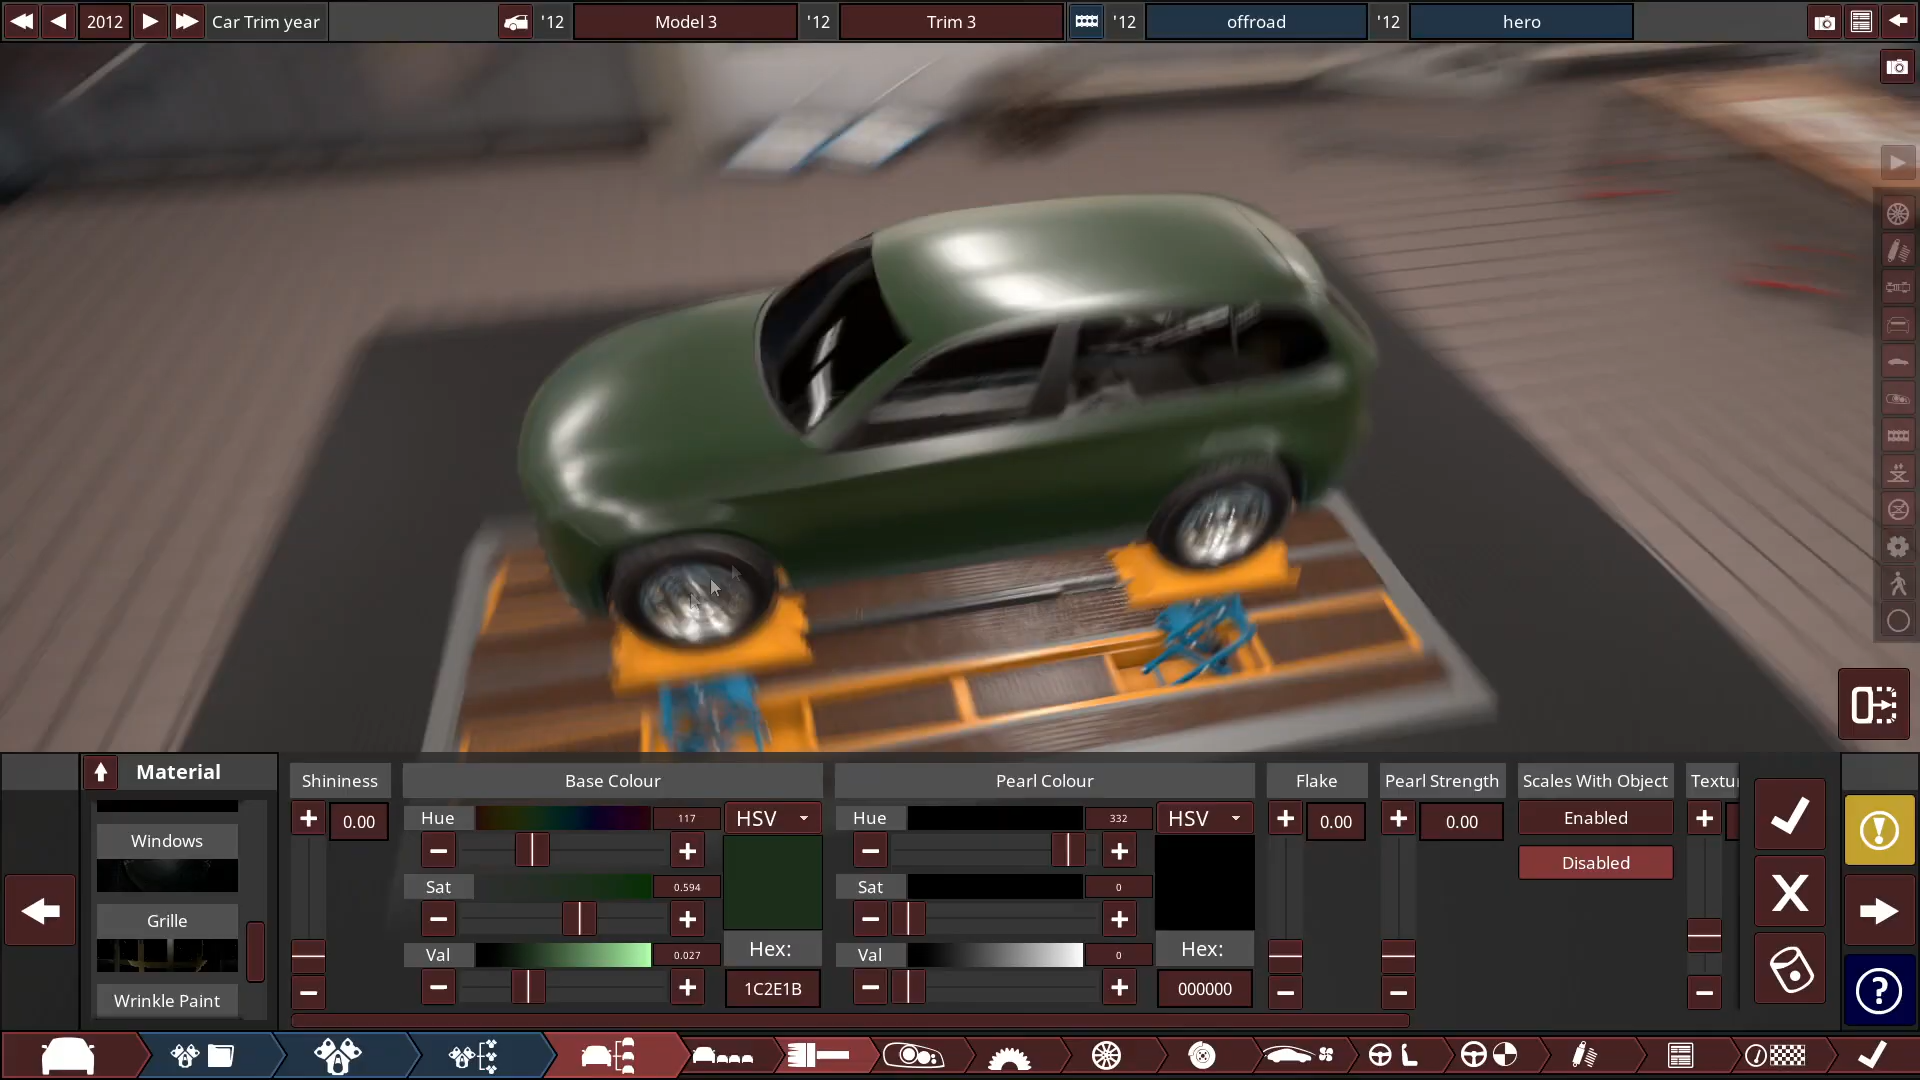 2012 Car Trim year '12 Model 3 '12 Trim 3 '12 offroad '12 hero
Material
Windows
Grille
Wrinkle Paint
Shininess
0.00
Base Colour
Hue 117 HSV
Sat 0.594
Val 0.027
Hex:
1C2E1B
Pearl Colour
Hue 332 HSV
Sat 0
Val 0
Hex:
000000
Flake
0.00
Pearl Strength
0.00
Scales With Object
Enabled
Disabled
Textu